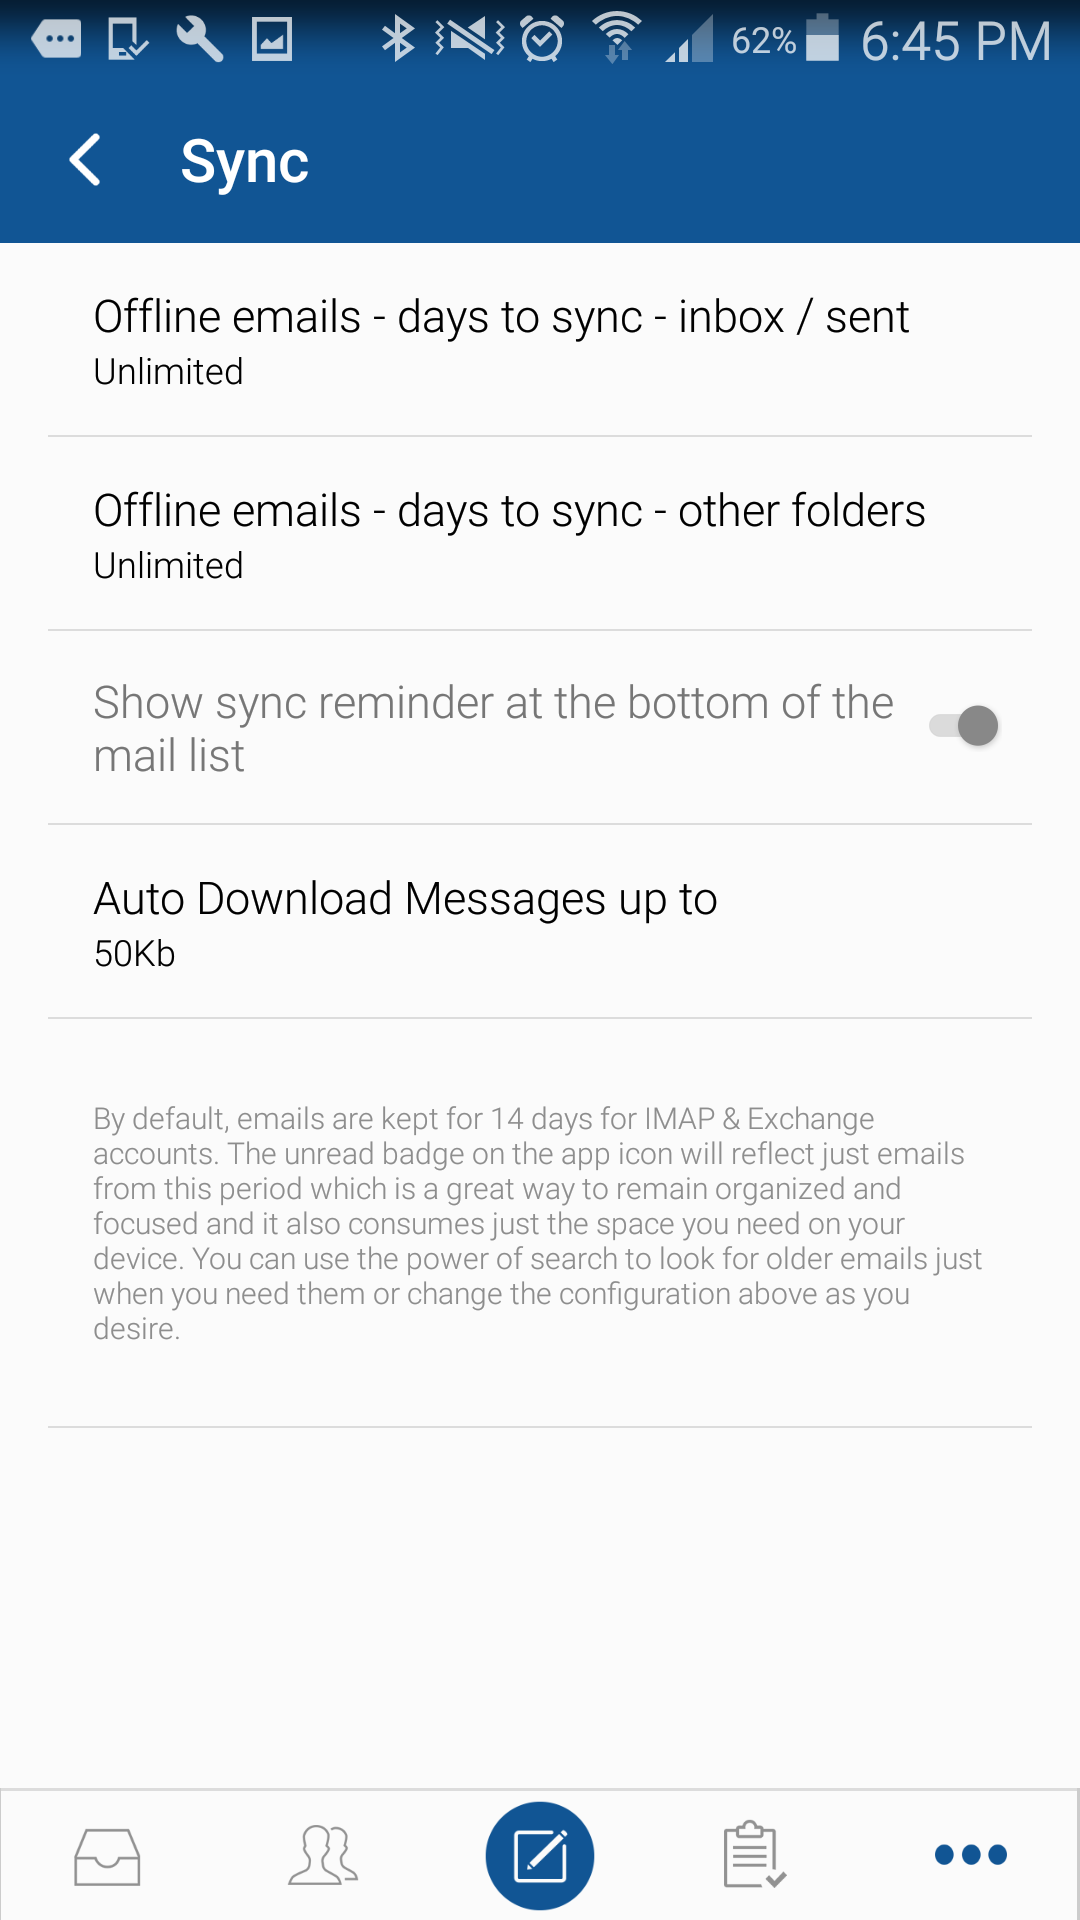 62% 6:45 PM
Sync
Offline emails - days to sync - inbox / sent
Unlimited
Offline emails - days to sync - other folders
Unlimited
Show sync reminder at the bottom of the
mail list
Auto Download Messages up to
50Kb
By default, emails are kept for 14 days for IMAP & Exchange
accounts. The unread badge on the app icon will reflect just emails
from this period which is a great way to remain organized and
focused and it also consumes just the space you need on your
device. You can use the power of search to look for older emails just
when you need them or change the configuration above as you
desire.